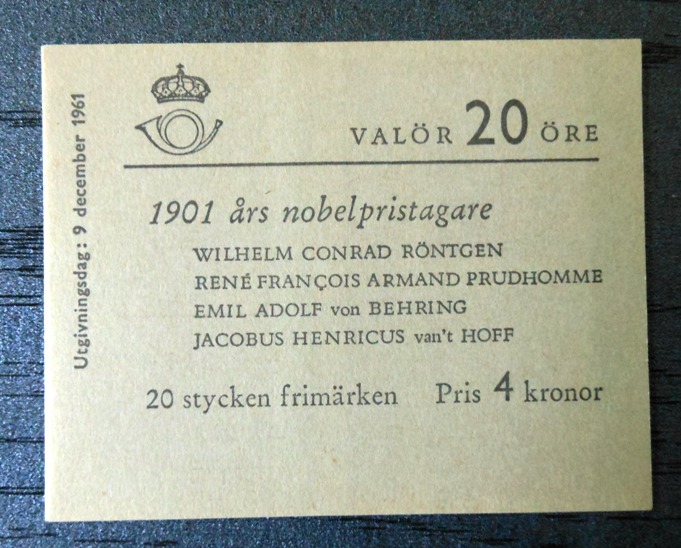 VALÖR 20 ÖRE
1901 års nobelpristagare
WILHELM CONRAD RÖNTGEN
RENÉ FRANÇOIS ARMAND PRUDHOMME
EMIL ADOLF von BEHRING
JACOBUS HENRICUS van't HOFF
20 stycken frimärken Pris 4 kronor
Utgivningsdag: 9 december 1961